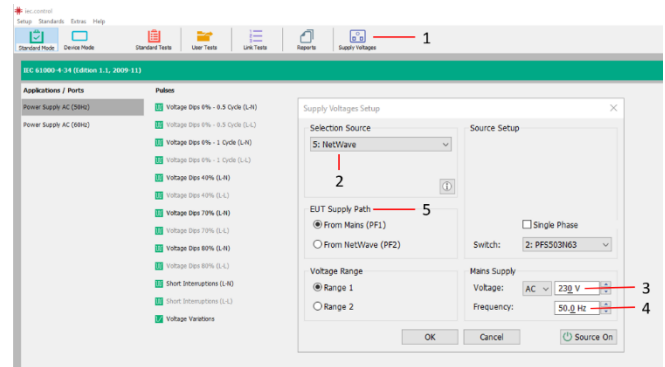 iec.control
Setup Standards Extras Help
Standard Mode Device Mode Standard Tests User Tests Link Tests Reports Supply Voltages 1
IEC 61000-4-34 (Edition 1.1, 2009-11)
Applications / Ports Pulses
Power Supply AC (50Hz) Voltage Dips 0% - 0.5 Cycle (L-N)
Power Supply AC (60Hz) Voltage Dips 0% - 0.5 Cycle (L-L)
Voltage Dips 0% - 1 Cycle (L-N)
Voltage Dips 0% - 1 Cycle (L-L)
Voltage Dips 40% (L-N)
Voltage Dips 40% (L-L)
Voltage Dips 70% (L-N)
Voltage Dips 70% (L-L)
Voltage Dips 80% (L-N)
Voltage Dips 80% (L-L)
Short Interruptions (L-N)
Short Interruptions (L-L)
Voltage Variations
Supply Voltages Setup
Selection Source Source Setup
5: NetWave
2
EUT Supply Path 5
From Mains (PF1) Single Phase
From NetWave (PF2) Switch: 2: PFS503N63
Voltage Range Mains Supply
Range 1 Voltage: AC 230 V 3
Range 2 Frequency: 50.0 Hz 4
OK Cancel Source On